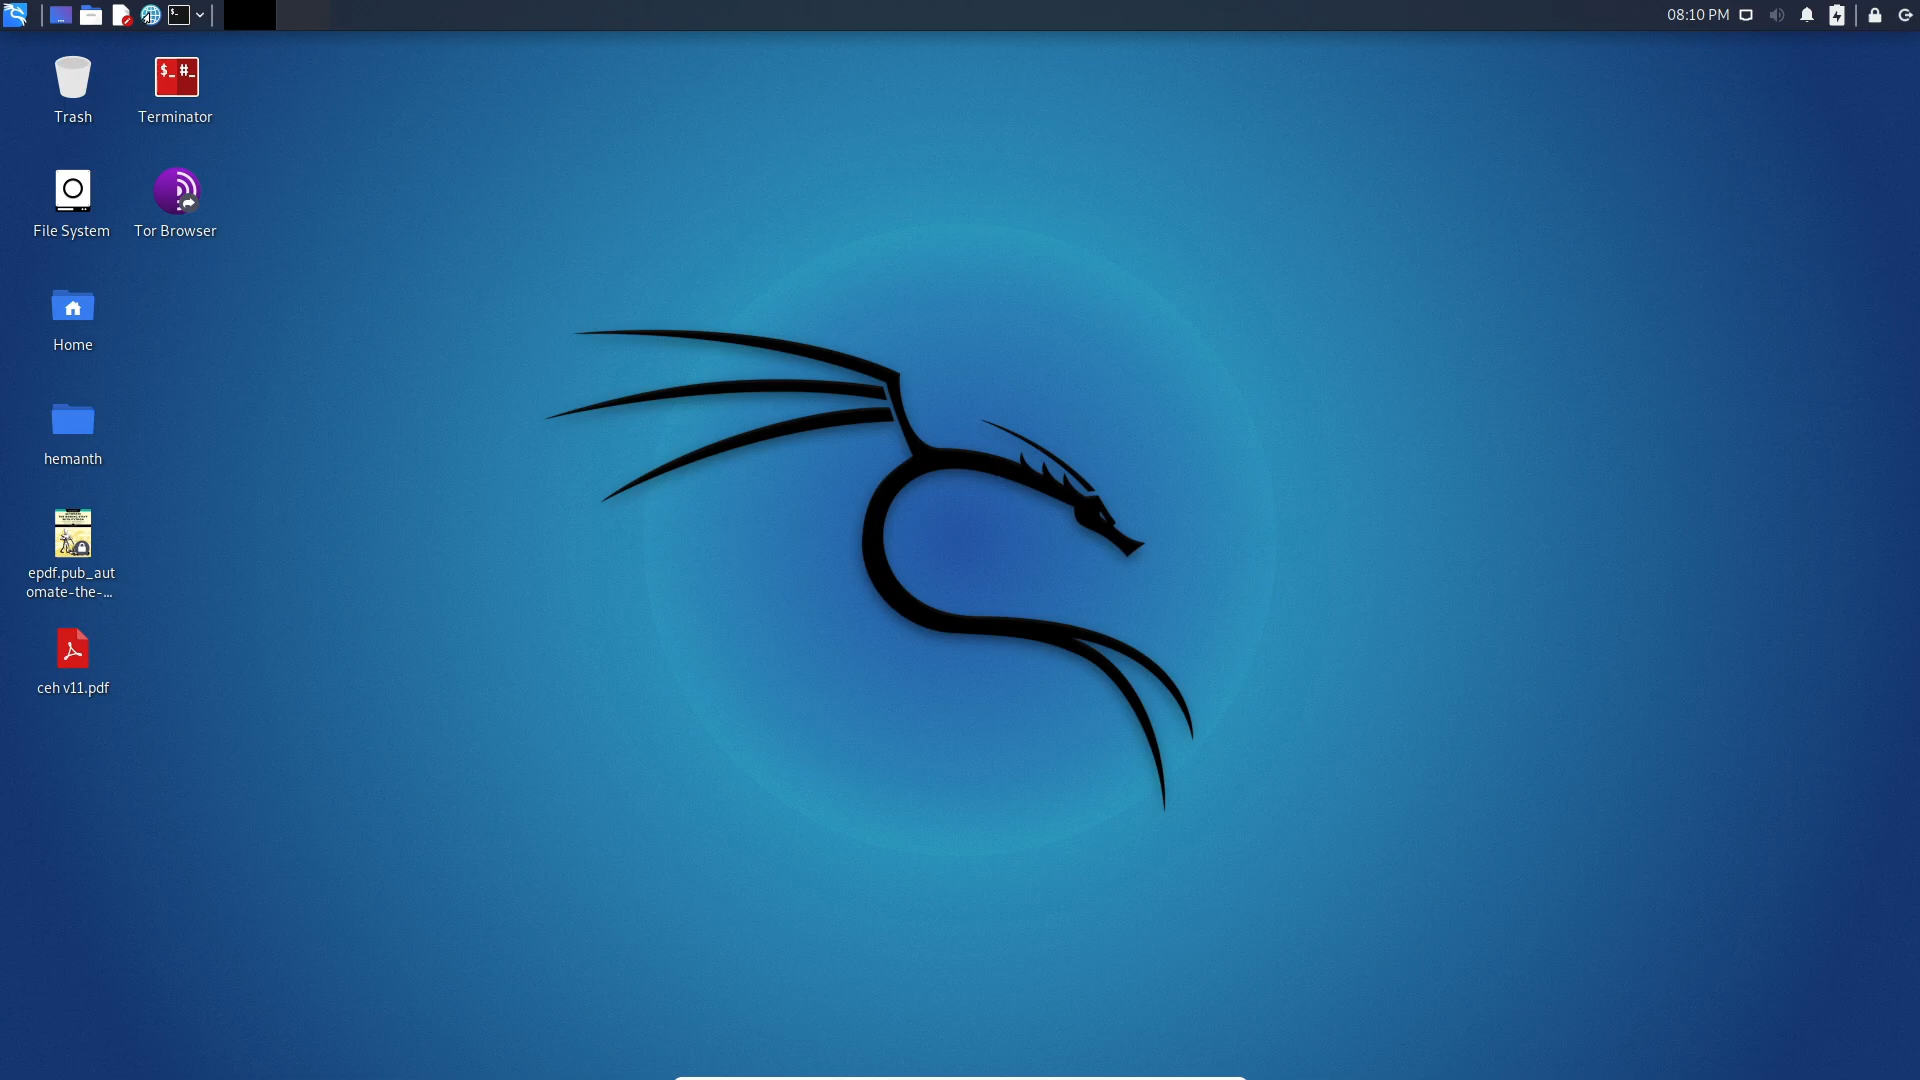 08:10 PM
Trash
Terminator
File System
Tor Browser
Home
hemanth
epdf.pub_aut
omate-the-...
ceh v11.pdf